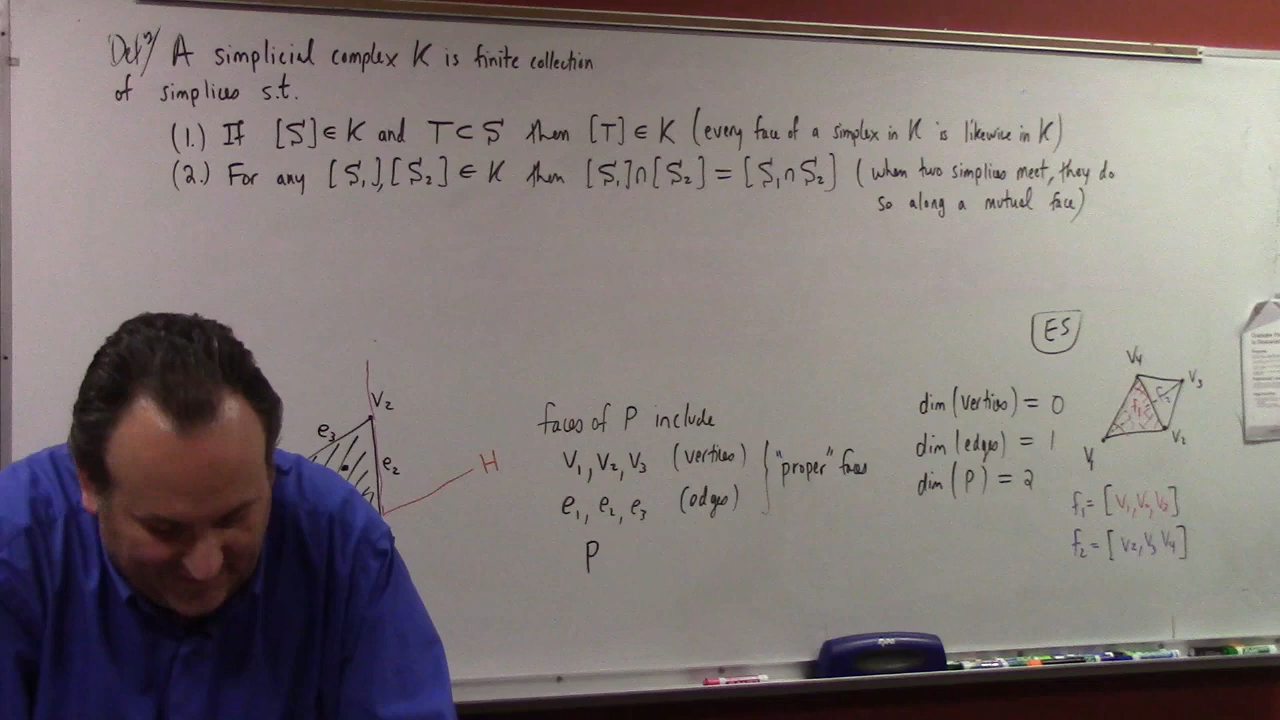 Def^n/ A simplicial complex K is finite collection
of simplices s.t.
(1.) If [S] ∈ K and T ⊂ S then [T] ∈ K (every face of a simplex in K is likewise in K)
(2.) For any [S₁],[S₂] ∈ K then [S₁]∩[S₂] = [S₁∩S₂] (when two simplices meet, they do
so along a mutual face)
V₂
e₃
e₂
H
faces of P include
V₁, V₂, V₃ (vertices)
e₁, e₂, e₃ (edges)
"proper" faces
P
ES
dim(vertices) = 0
dim(edges) = 1
dim(P) = 2
V₄
V₃
f₁
f₂
V₂
V₁
f₁ = [V₁,V₄,V₂]
f₂ = [V₂,V₃,V₄]
expo